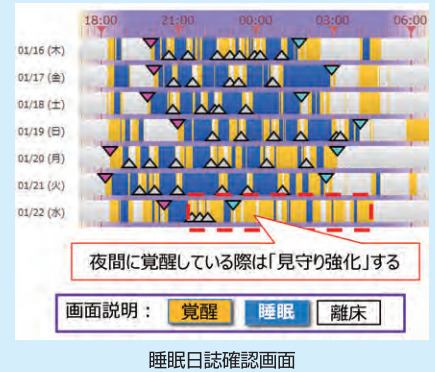 18:00 21:00 00:00 03:00 06:00
01/16 (木)
01/17 (金)
01/18 (土)
01/19 (日)
01/20 (月)
01/21 (火)
01/22 (水)
夜間に覚醒している際は「見守り強化」する
画面説明： 覚醒 睡眠 離床
睡眠日誌確認画面